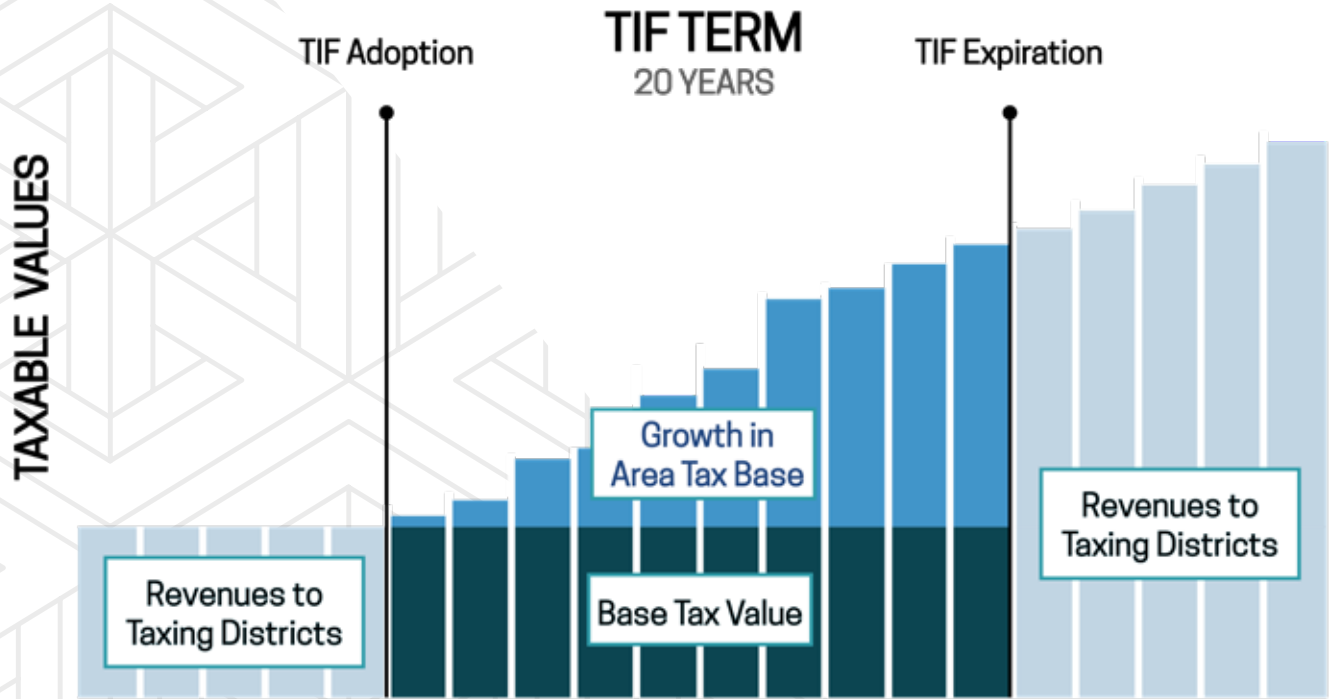 TIF TERM
20 YEARS
TIF Adoption
TIF Expiration
TAXABLE VALUES
Growth in
Area Tax Base
Revenues to
Taxing Districts
Base Tax Value
Revenues to
Taxing Districts